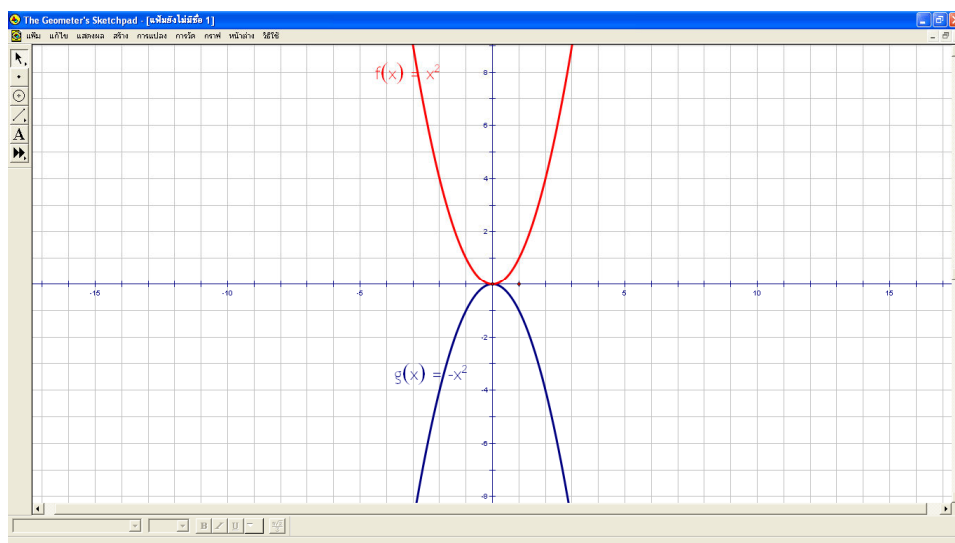 The Geometer's Sketchpad - [แฟ้มยังไม่มีชื่อ 1]
แฟ้ม แก้ไข แสดงผล สร้าง การแปลง การวัด กราฟ หน้าต่าง วิธีใช้
A
f(x) = x²
8
6
4
2
-15 -10 -5 5 10 15
-2
g(x) = -x²
-4
-6
-8
B I U